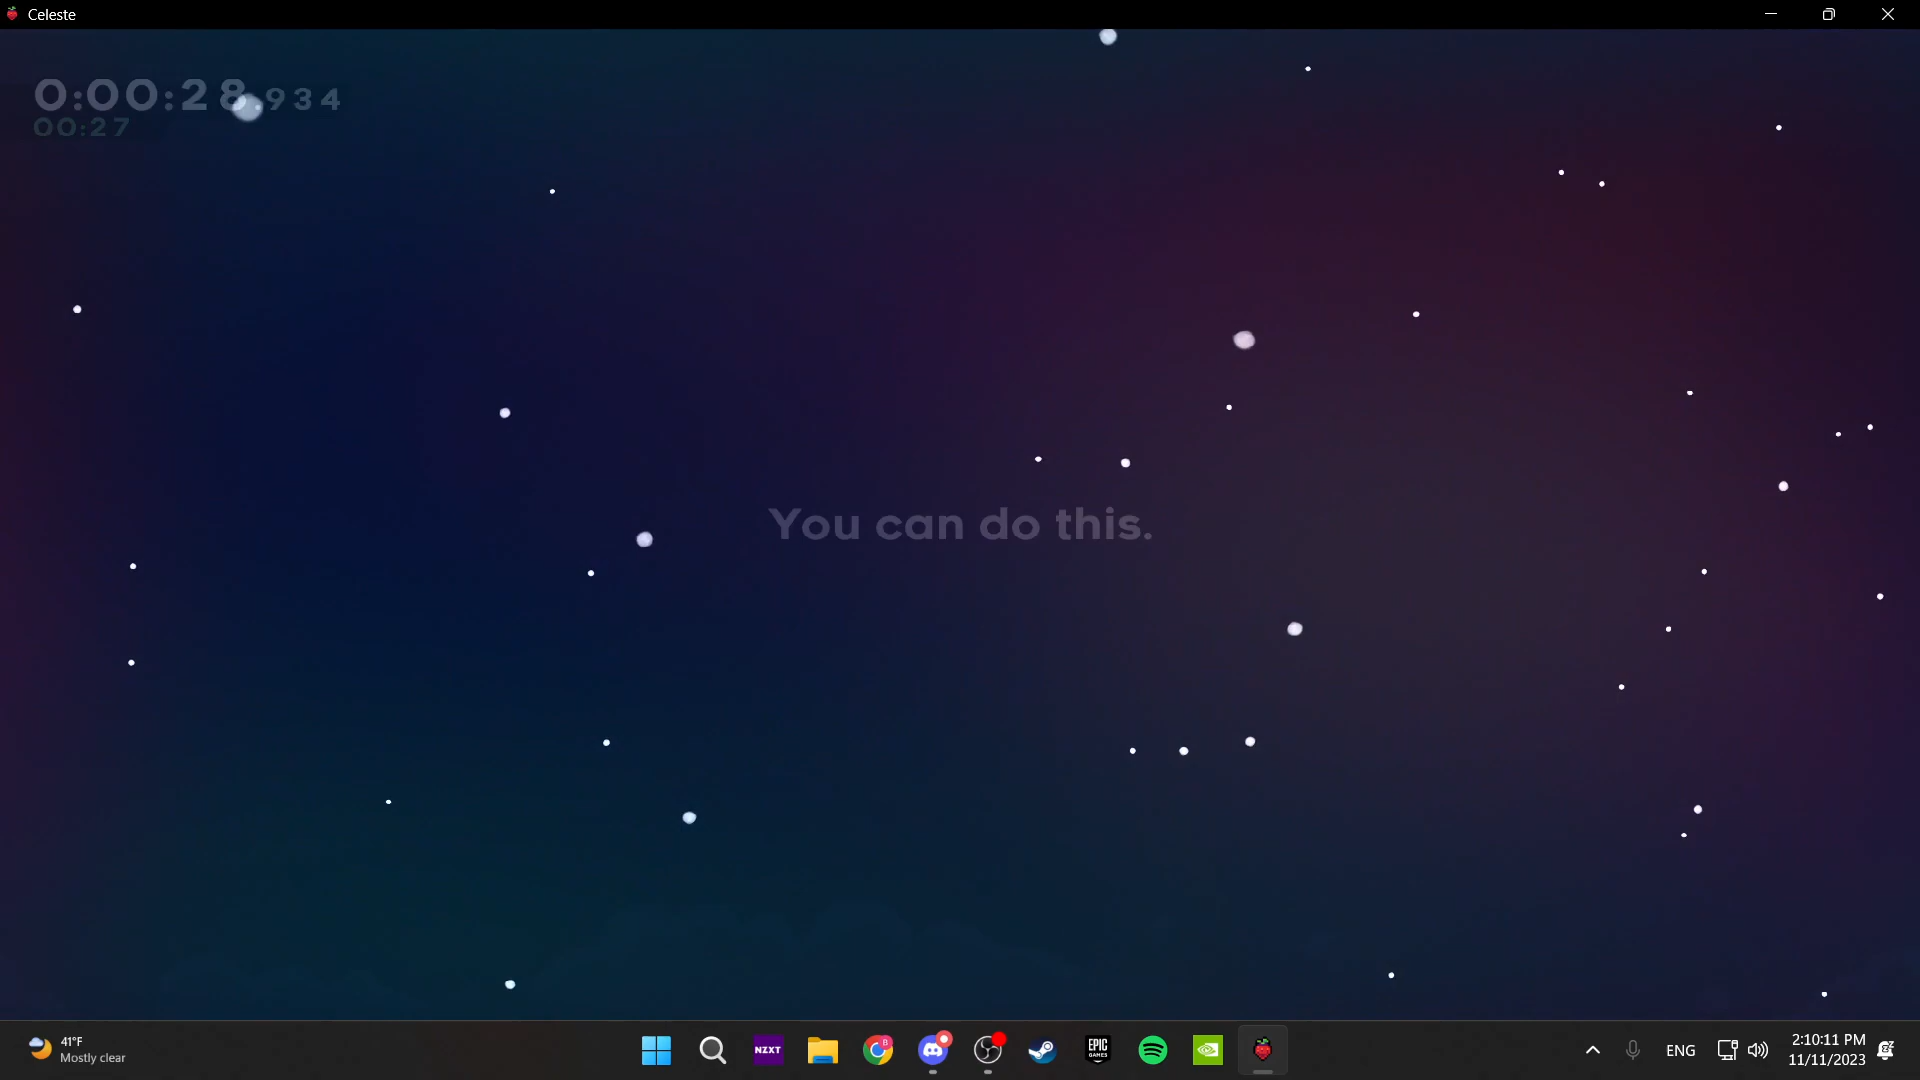 Celeste
0:00:28.934
00:27
You can do this.
41°F
Mostly clear
NZXT
B
EPIC
GAMES
ENG
2:10:11 PM
11/11/2023